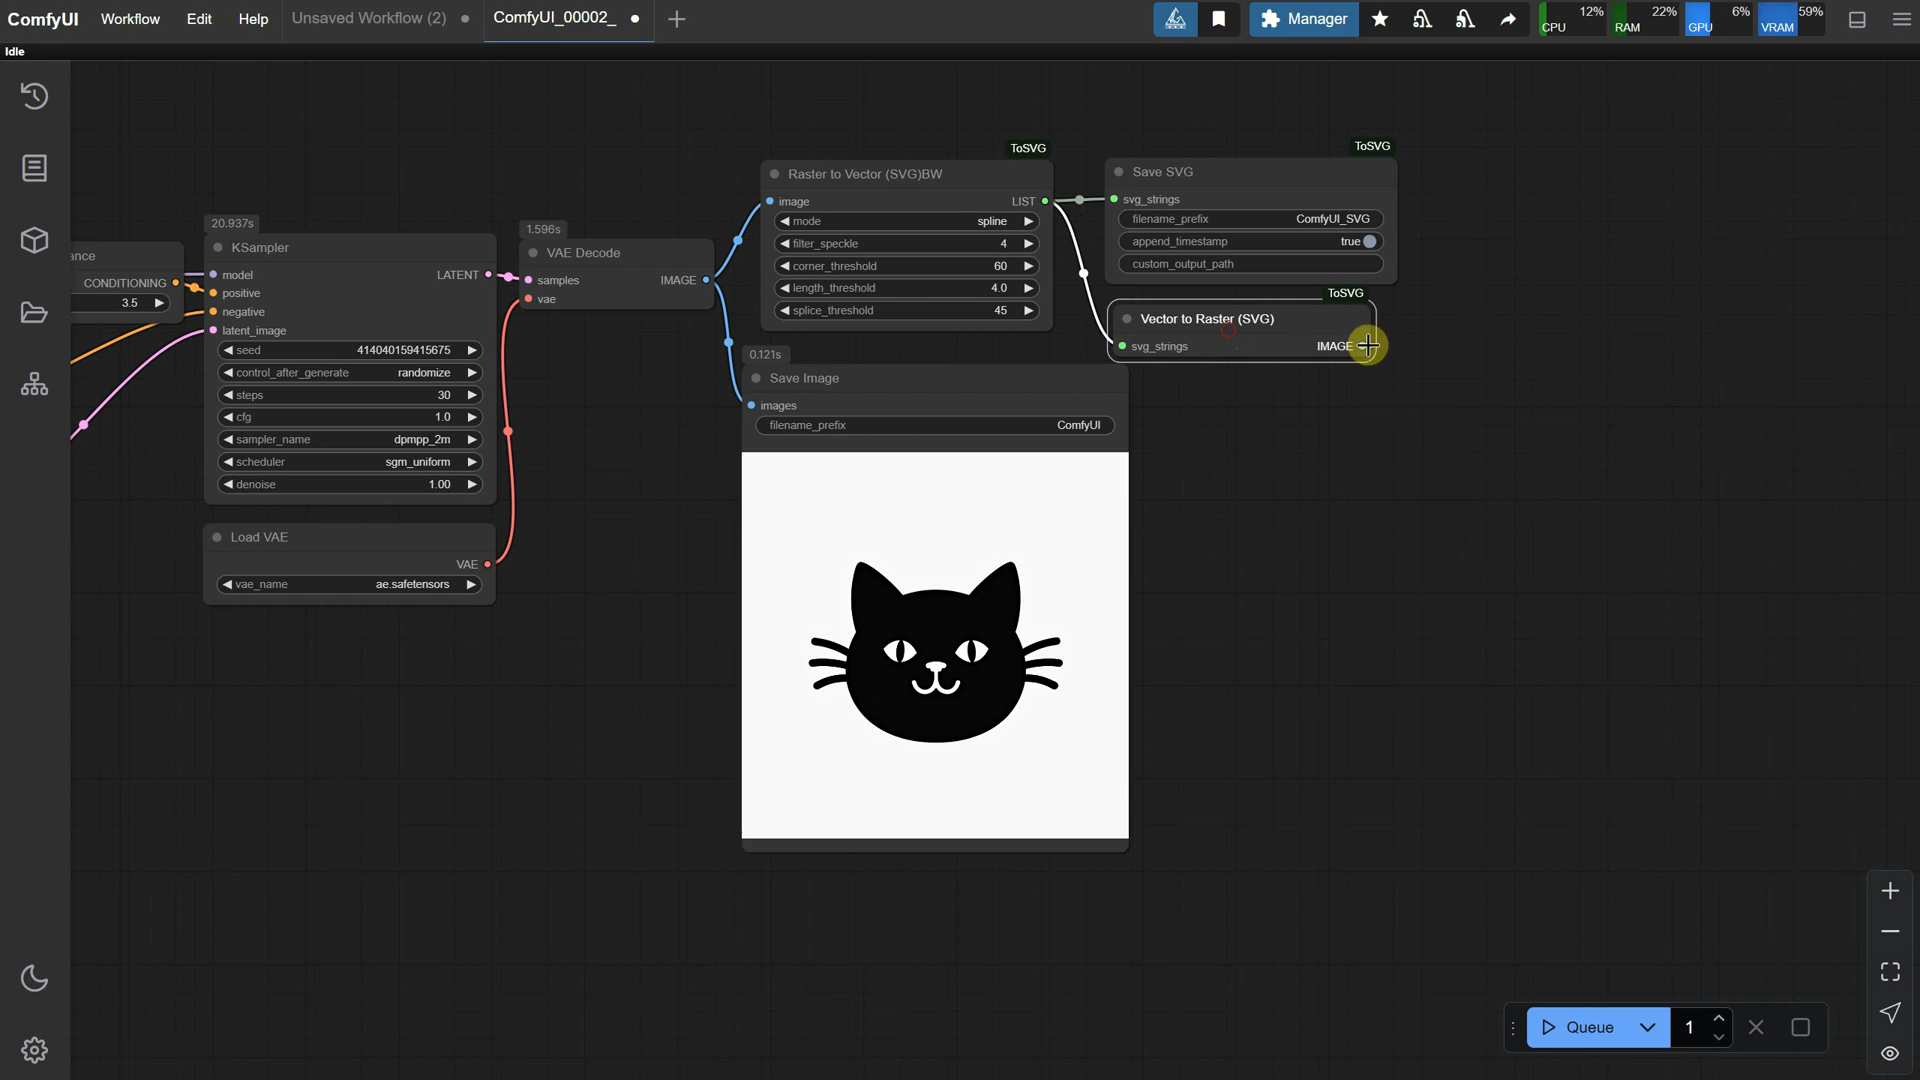 ComfyUI Workflow Edit Help Unsaved Workflow (2) ComfyUI_00002_ Manager CPU 12% RAM 22% GPU 6% VRAM 59%
Idle
ance
CONDITIONING
3.5
20.937s
KSampler
model LATENT
positive
negative
latent_image
seed 414040159415675
control_after_generate randomize
steps 30
cfg 1.0
sampler_name dpmpp_2m
scheduler sgm_uniform
denoise 1.00
Load VAE
VAE
vae_name ae.safetensors
1.596s
VAE Decode
samples IMAGE
vae
ToSVG
Raster to Vector (SVG)BW
image LIST
mode spline
filter_speckle 4
corner_threshold 60
length_threshold 4.0
splice_threshold 45
0.121s
Save Image
images
filename_prefix ComfyUI
ToSVG
Save SVG
svg_strings
filename_prefix ComfyUI_SVG
append_timestamp true
custom_output_path
ToSVG
Vector to Raster (SVG)
svg_strings IMAGE
Queue 1